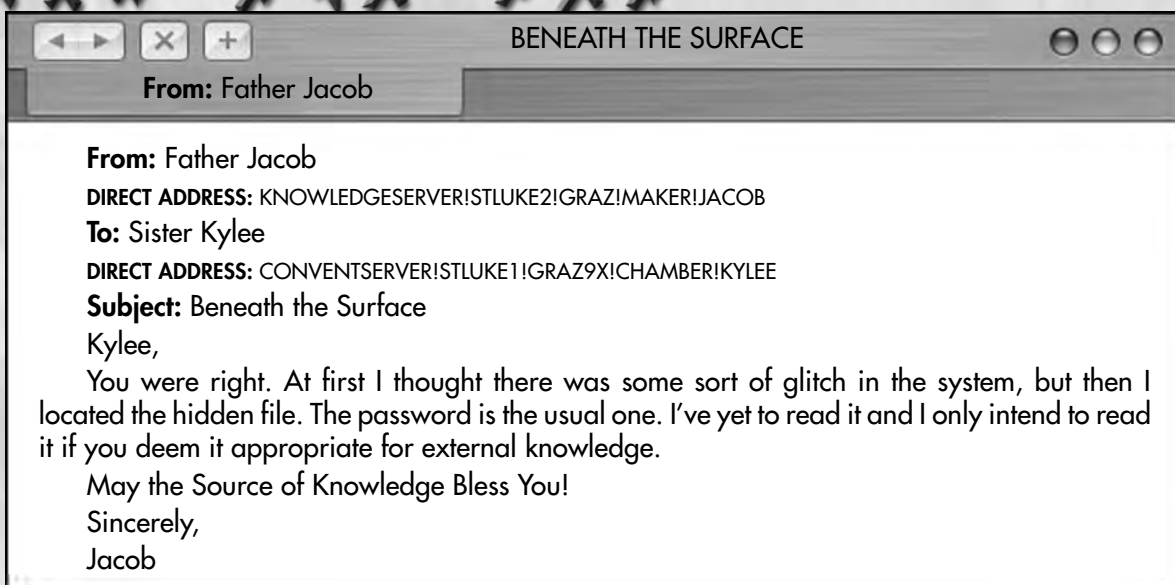 BENEATH THE SURFACE
From: Father Jacob
From: Father Jacob
DIRECT ADDRESS: KNOWLEDGESERVER!STLUKE2!GRAZ!MAKER!JACOB
To: Sister Kylee
DIRECT ADDRESS: CONVENTSERVER!STLUKE1!GRAZ9X!CHAMBER!KYLEE
Subject: Beneath the Surface
Kylee,
You were right. At first I thought there was some sort of glitch in the system, but then I
located the hidden file. The password is the usual one. I've yet to read it and I only intend to read
it if you deem it appropriate for external knowledge.
May the Source of Knowledge Bless You!
Sincerely,
Jacob